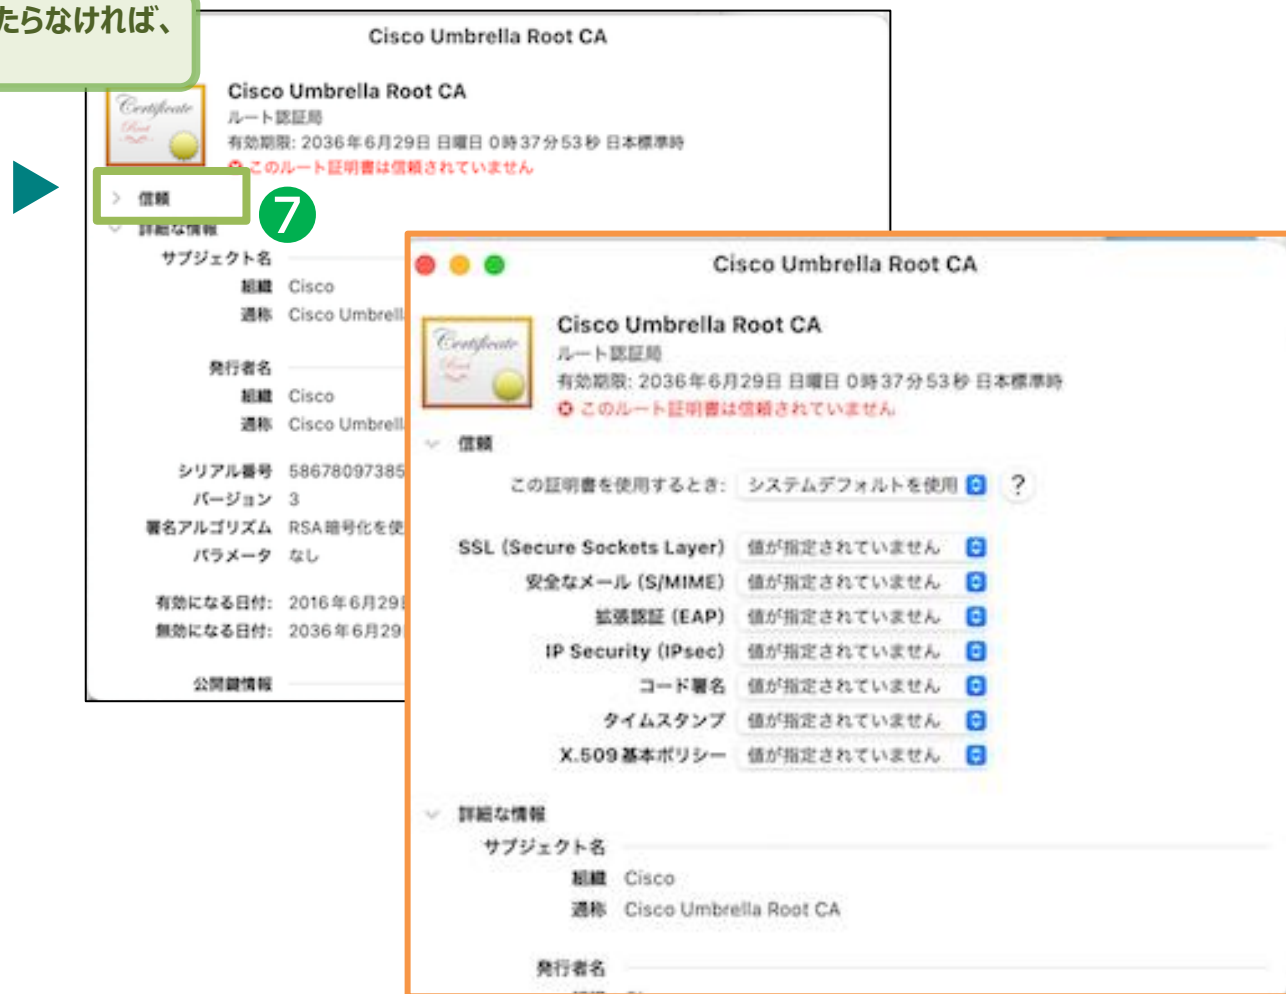 たらなければ、
Cisco Umbrella Root CA
Certificate
Root
Cisco Umbrella Root CA
ルート認証局
有効期限: 2036年6月29日 日曜日 0時37分53秒 日本標準時
このルート証明書は信頼されていません
信頼
7
詳細な情報
サブジェクト名
組織 Cisco
通称 Cisco Umbrell
発行者名
組織 Cisco
通称 Cisco Umbrell
シリアル番号 58678097385
バージョン 3
署名アルゴリズム RSA暗号化を使
パラメータ なし
有効になる日付: 2016年6月29
無効になる日付: 2036年6月29
公開鍵情報
Cisco Umbrella Root CA
Certificate
Root
Cisco Umbrella Root CA
ルート認証局
有効期限: 2036年6月29日 日曜日 0時37分53秒 日本標準時
このルート証明書は信頼されていません
信頼
この証明書を使用するとき: システムデフォルトを使用 ?
SSL (Secure Sockets Layer) 値が指定されていません
安全なメール (S/MIME) 値が指定されていません
拡張認証 (EAP) 値が指定されていません
IP Security (IPsec) 値が指定されていません
コード署名 値が指定されていません
タイムスタンプ 値が指定されていません
X.509基本ポリシー 値が指定されていません
詳細な情報
サブジェクト名
組織 Cisco
通称 Cisco Umbrella Root CA
発行者名